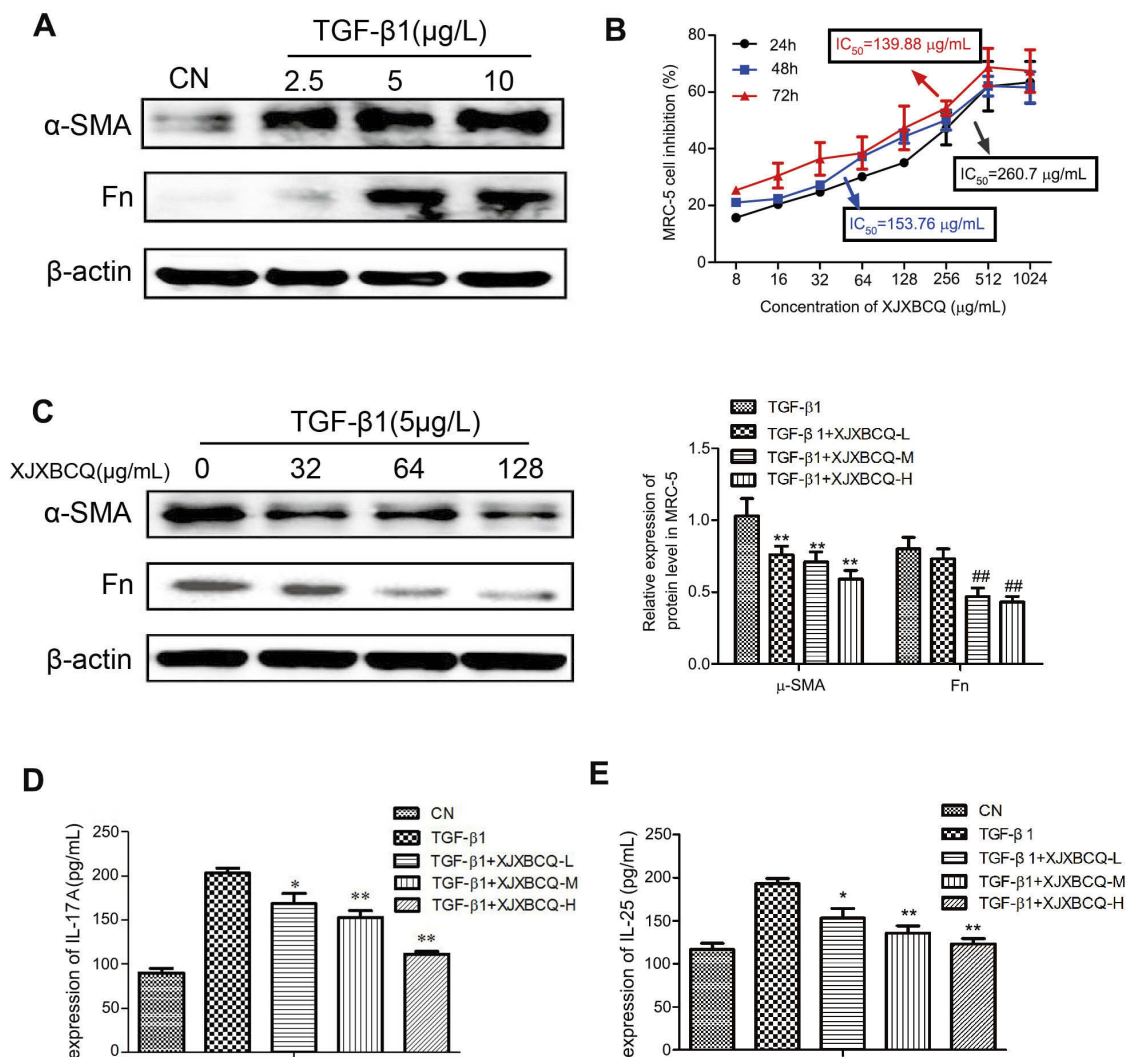 A
TGF-β1(μg/L)
CN 2.5 5 10
α-SMA
Fn
β-actin
B
24h
48h
72h
IC50=139.88 μg/mL
IC50=260.7 μg/mL
IC50=153.76 μg/mL
MRC-5 cell inhibition (%)
80
60
40
20
0
8 16 32 64 128 256 512 1024
Concentration of XJXBCQ (μg/mL)
C
TGF-β1(5μg/L)
XJXBCQ(μg/mL) 0 32 64 128
α-SMA
Fn
β-actin
TGF-β1
TGF-β 1+XJXBCQ-L
TGF-β1+XJXBCQ-M
TGF-β1+XJXBCQ-H
Relative expression of
protein level in MRC-5
1.5
1.0
0.5
0.0
** ** **
## ##
μ-SMA Fn
D
CN
TGF-β1
TGF-β1+XJXBCQ-L
TGF-β1+XJXBCQ-M
TGF-β1+XJXBCQ-H
expression of IL-17A(pg/mL)
250
200
150
100
50
0
* ** **
E
CN
TGF-β 1
TGF-β 1+XJXBCQ-L
TGF-β1+XJXBCQ-M
TGF-β1+XJXBCQ-H
expression of IL-25 (pg/mL)
250
200
150
100
50
0
* ** **